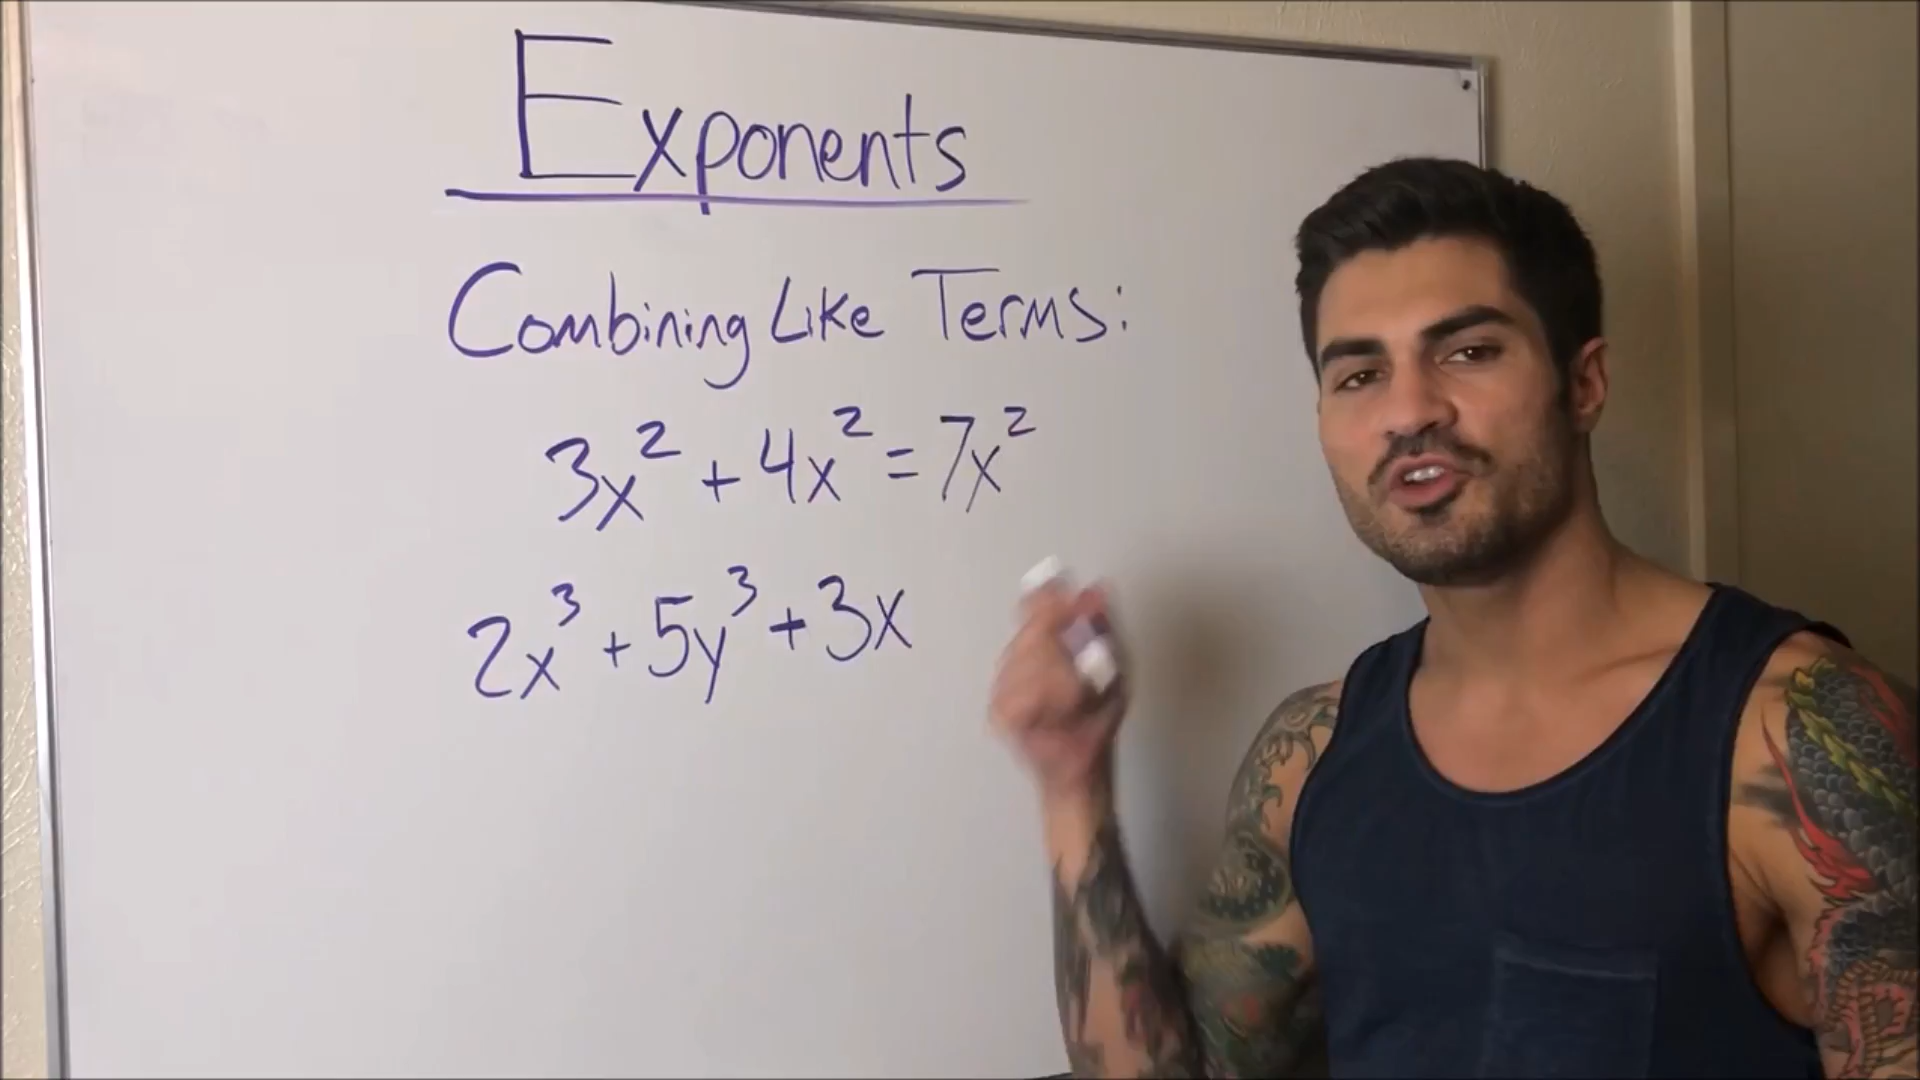 Exponents
Combining Like Terms:
3x² + 4x² = 7x²
2x³ + 5y³ + 3x